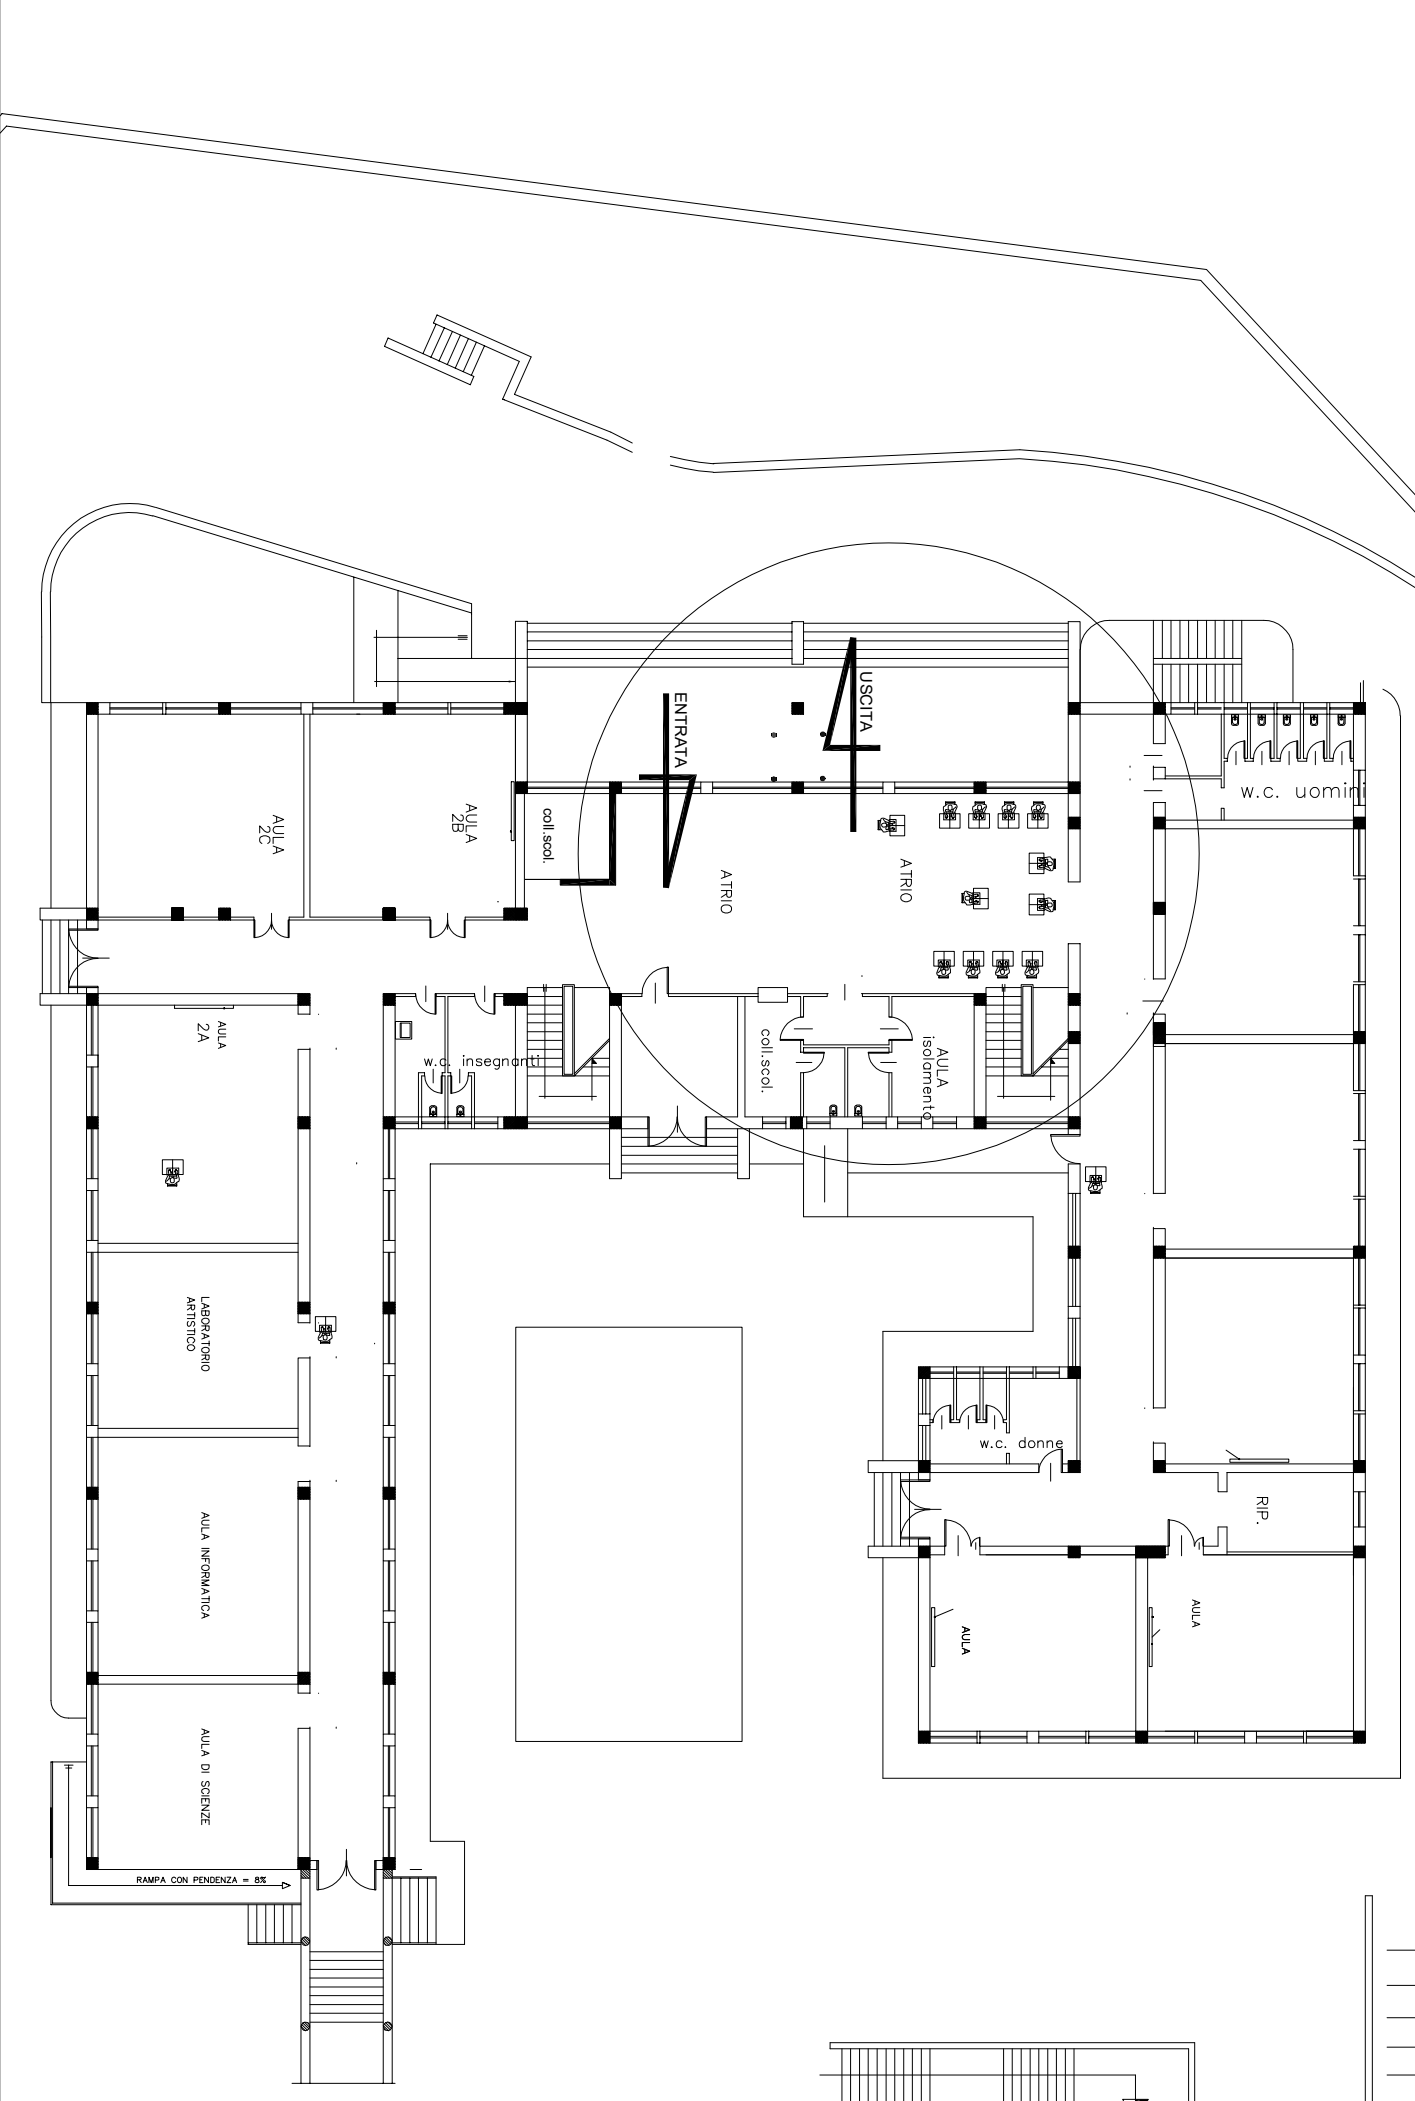 USCITA
ENTRATA
w.c. uomini
coll.scol.
AULA
2B
AULA
2C
ATRIO
ATRIO
AULA
2A
w.c. insegnanti
coll.scol.
AULA
isolamento
LABORATORIO
ARTISTICO
w.c. donne
RIP.
AULA INFORMATICA
AULA
AULA
AULA DI SCIENZE
RAMPA CON PENDENZA = 8%